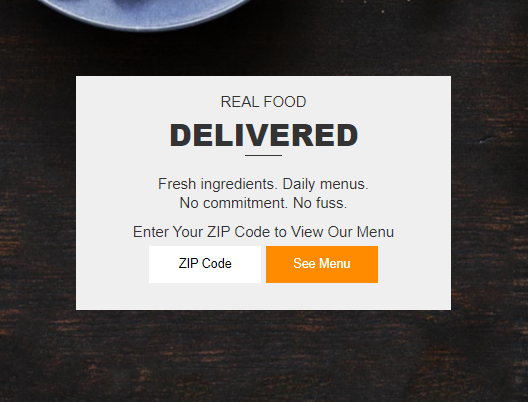 REAL FOOD
DELIVERED
Fresh ingredients. Daily menus.
No commitment. No fuss.
Enter Your ZIP Code to View Our Menu
ZIP Code See Menu